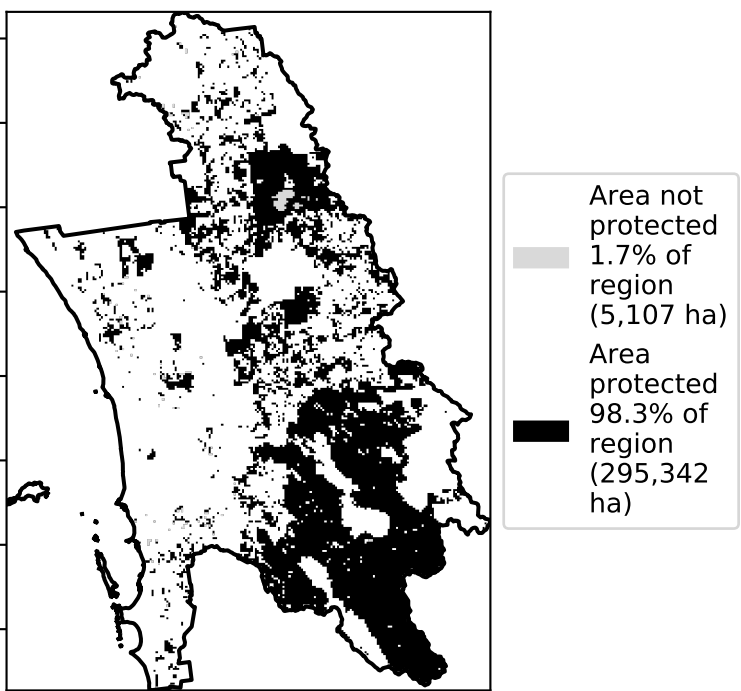 Area not
protected
1.7% of
region
(5,107 ha)
Area
protected
98.3% of
region
(295,342
ha)